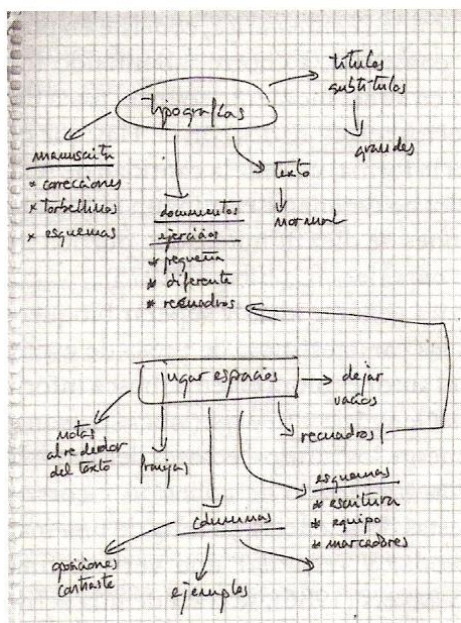 títulos
subtítulos
tipografías
grandes
manuscrita
* correcciones
* torbellinos
* esquemas
texto
normal
documentos
ejercicios
* pequeña
* diferente
* recuadros
jugar espacios
dejar
vacíos
notas
alrededor
del texto
franjas
recuadros
esquemas
* escritura
* equipo
* marcadores
columnas
oposiciones
contraste
ejemplos